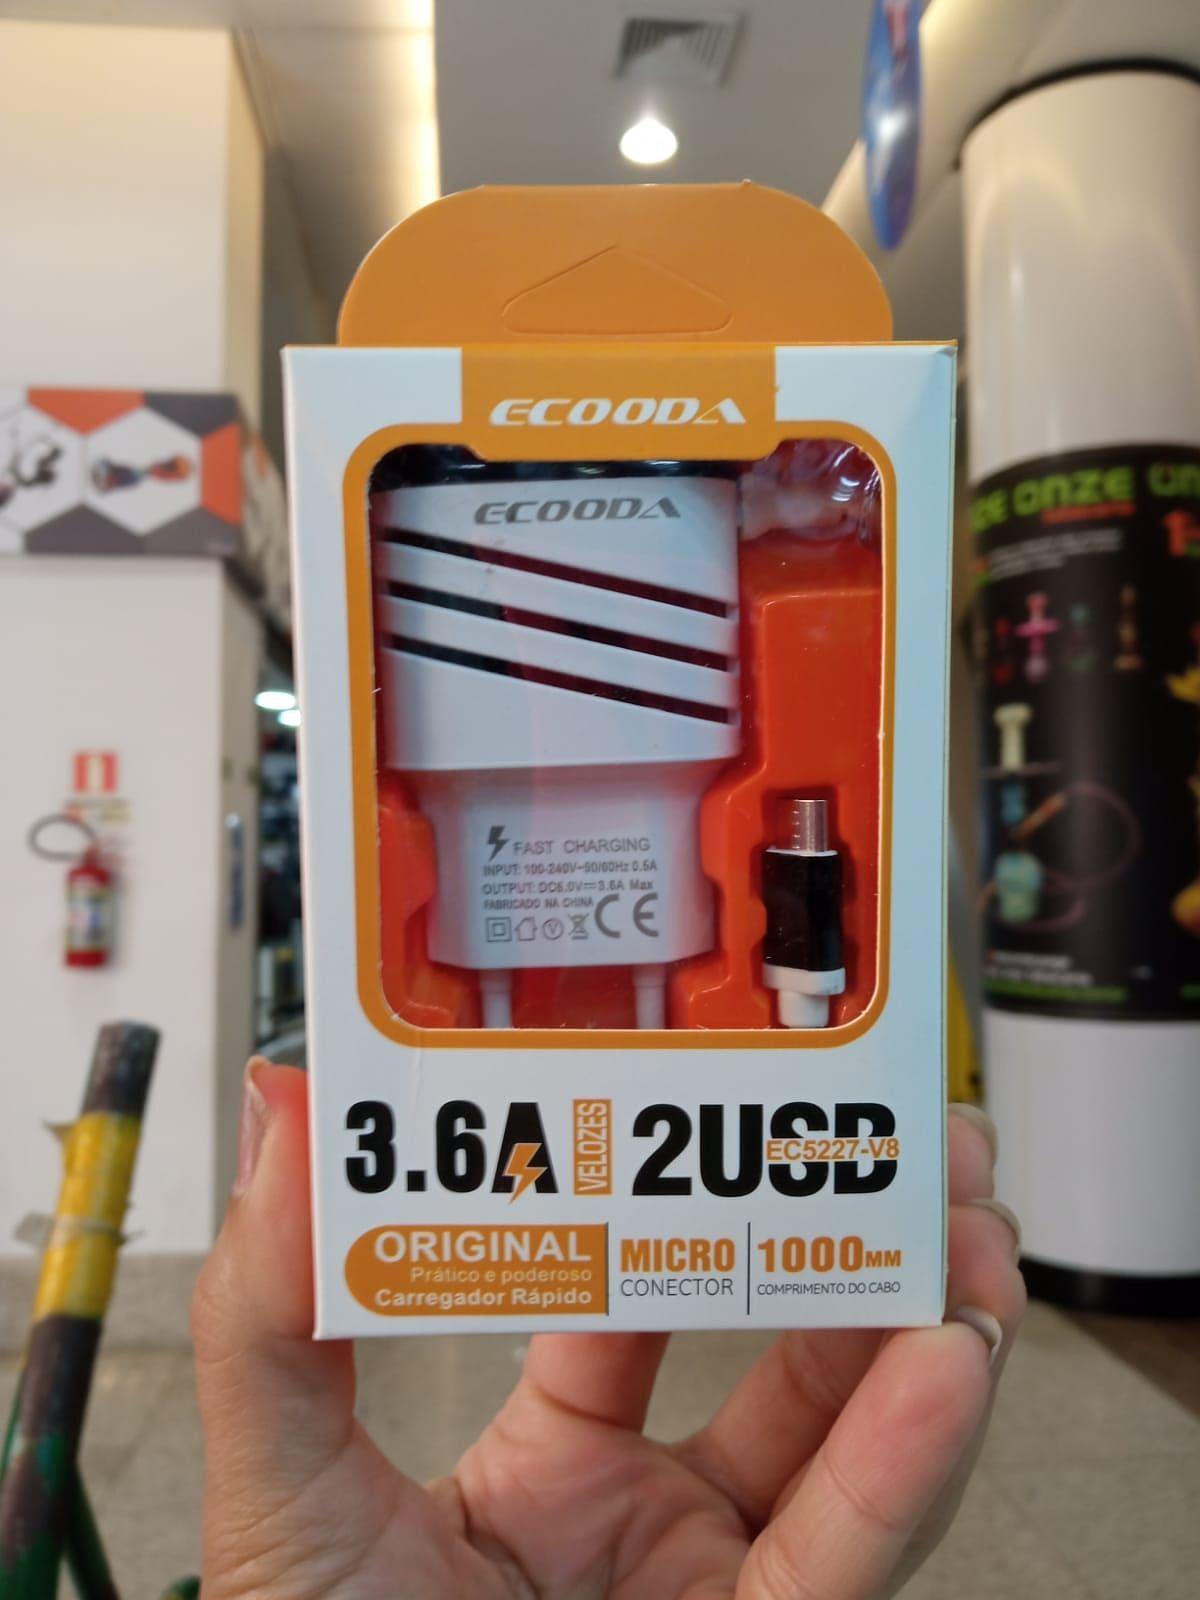 ECOODA
ECOODA
FAST CHARGING
INPUT: 100-240V~50/60Hz 0.5A
OUTPUT: DC5.0V⎓3.6A Max
FABRICADO NA CHINA
CE
3.6A
VELOZES
2USB
EC5227-V8
ORIGINAL
Prático e poderoso
Carregador Rápido
MICRO
CONECTOR
1000MM
COMPRIMENTO DO CABO
ONZE